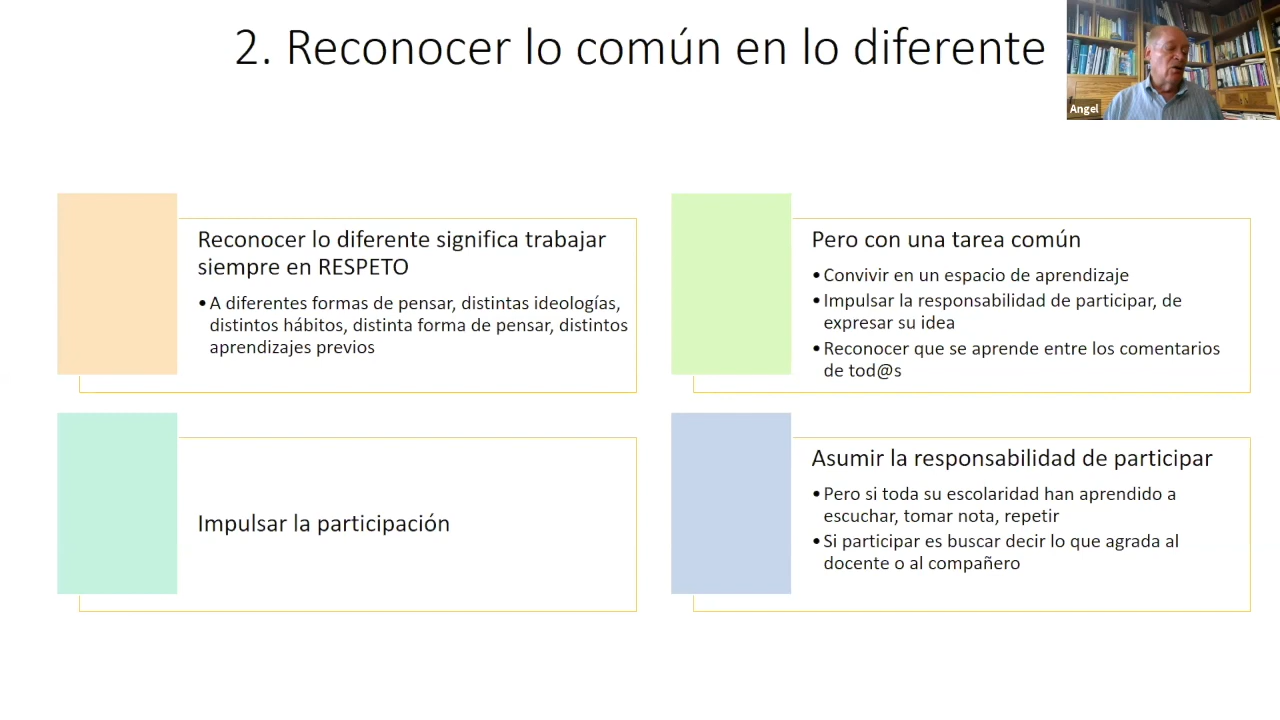 2. Reconocer lo común en lo diferente
Angel
Reconocer lo diferente significa trabajar
siempre en RESPETO
•A diferentes formas de pensar, distintas ideologías,
distintos hábitos, distinta forma de pensar, distintos
aprendizajes previos
Pero con una tarea común
•Convivir en un espacio de aprendizaje
•Impulsar la responsabilidad de participar, de
expresar su idea
•Reconocer que se aprende entre los comentarios
de tod@s
Impulsar la participación
Asumir la responsabilidad de participar
•Pero si toda su escolaridad han aprendido a
escuchar, tomar nota, repetir
•Si participar es buscar decir lo que agrada al
docente o al compañero